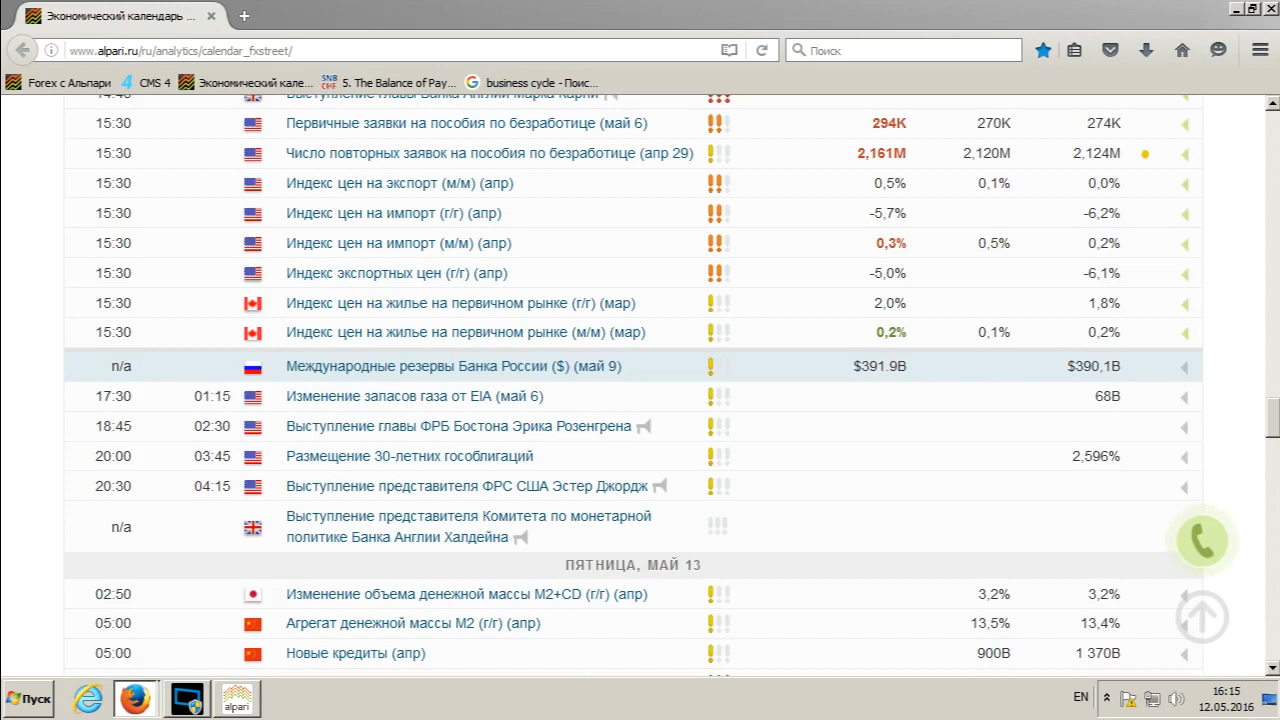 Экономический календарь ...
www.alpari.ru/ru/analytics/calendar_fxstreet/
Поиск
Forex с Альпари
CMS 4
Экономический кале...
SNB CHF
5. The Balance of Pay...
business cycle - Поис...
14:40 Выступление главы Банка Англии Марка Карни
15:30 Первичные заявки на пособия по безработице (май 6) 294K 270K 274K
15:30 Число повторных заявок на пособия по безработице (апр 29) 2,161M 2,120M 2,124M
15:30 Индекс цен на экспорт (м/м) (апр) 0,5% 0,1% 0,0%
15:30 Индекс цен на импорт (г/г) (апр) -5,7% -6,2%
15:30 Индекс цен на импорт (м/м) (апр) 0,3% 0,5% 0,2%
15:30 Индекс экспортных цен (г/г) (апр) -5,0% -6,1%
15:30 Индекс цен на жилье на первичном рынке (г/г) (мар) 2,0% 1,8%
15:30 Индекс цен на жилье на первичном рынке (м/м) (мар) 0,2% 0,1% 0,2%
n/a Международные резервы Банка России ($) (май 9) $391.9B $390,1B
17:30 01:15 Изменение запасов газа от EIA (май 6) 68B
18:45 02:30 Выступление главы ФРБ Бостона Эрика Розенгрена
20:00 03:45 Размещение 30-летних гособлигаций 2,596%
20:30 04:15 Выступление представителя ФРС США Эстер Джордж
n/a Выступление представителя Комитета по монетарной
политике Банка Англии Халдейна
ПЯТНИЦА, МАЙ 13
02:50 Изменение объема денежной массы M2+CD (г/г) (апр) 3,2% 3,2%
05:00 Агрегат денежной массы M2 (г/г) (апр) 13,5% 13,4%
05:00 Новые кредиты (апр) 900B 1 370B
Пуск
alpari
EN
16:15
12.05.2016